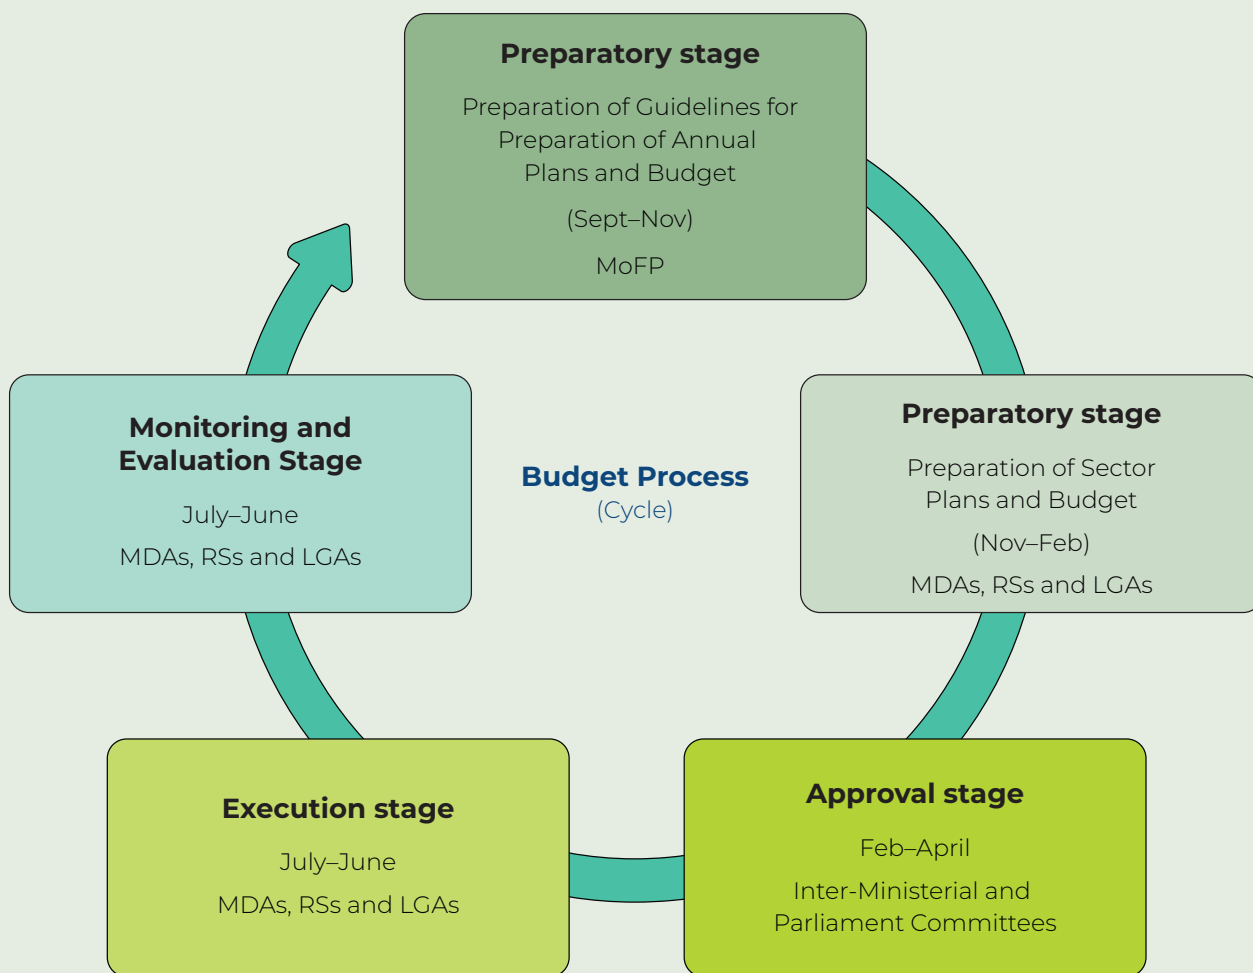 Preparatory stage
Preparation of Guidelines for
Preparation of Annual
Plans and Budget
(Sept–Nov)
MoFP
Preparatory stage
Preparation of Sector
Plans and Budget
(Nov–Feb)
MDAs, RSs and LGAs
Approval stage
Feb–April
Inter-Ministerial and
Parliament Committees
Execution stage
July–June
MDAs, RSs and LGAs
Monitoring and
Evaluation Stage
July–June
MDAs, RSs and LGAs
Budget Process
(Cycle)